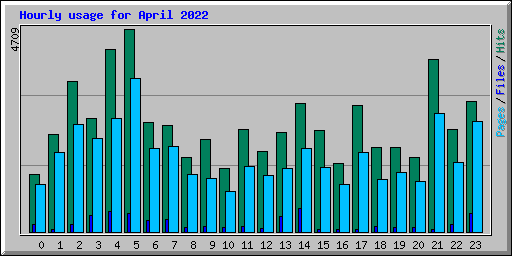 Hourly usage for April 2022
4709
Pages/Files/Hits
0 1 2 3 4 5 6 7 8 9 10 11 12 13 14 15 16 17 18 19 20 21 22 23